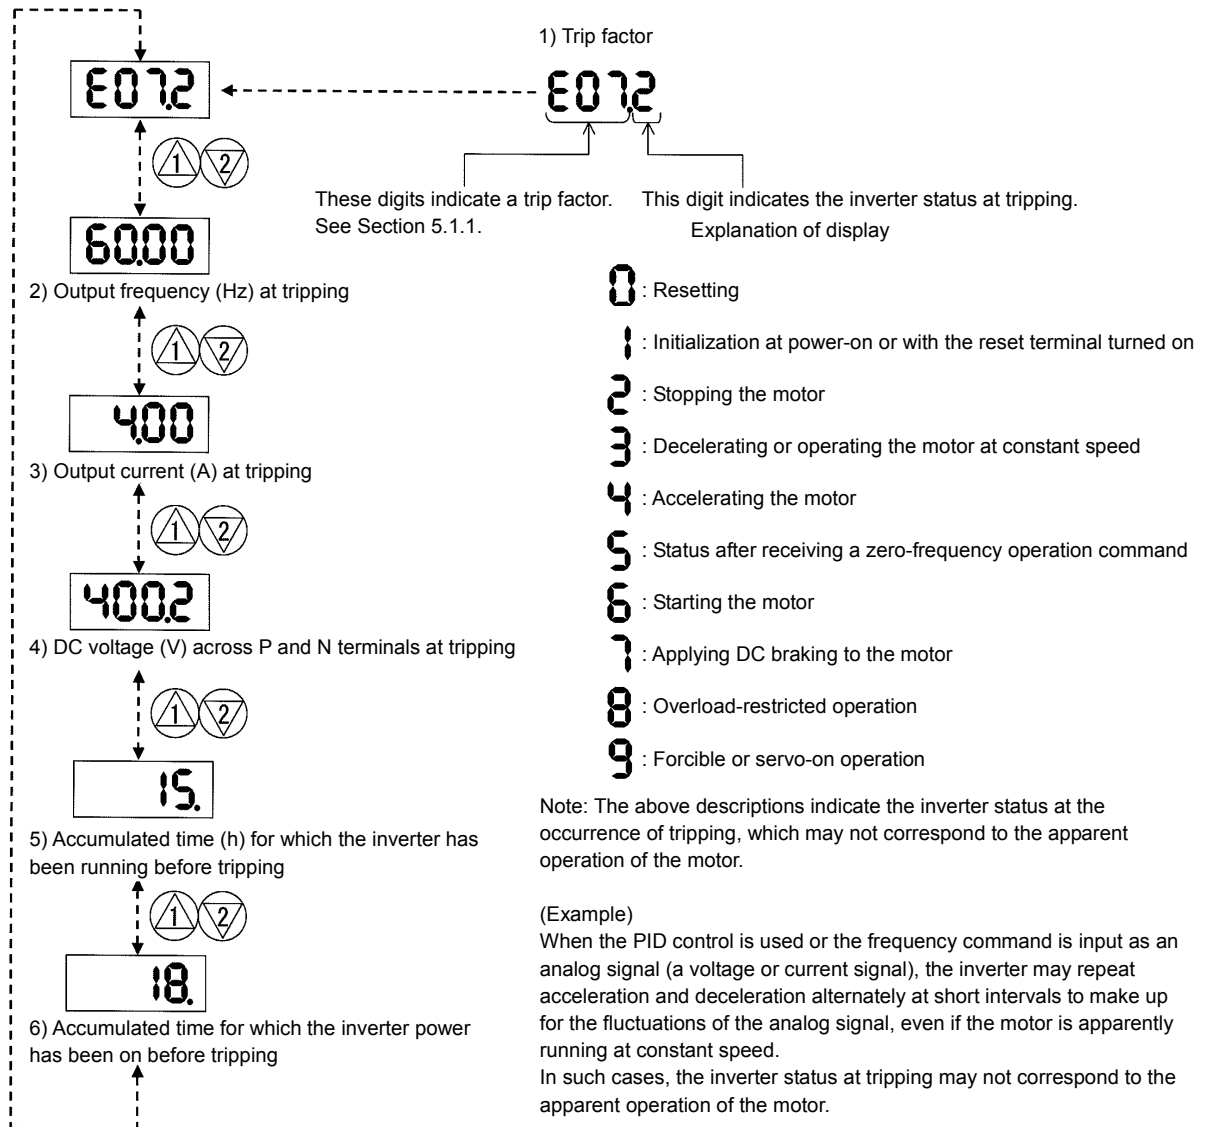 1) Trip factor
E07.2
E07.2
1 2
These digits indicate a trip factor.
See Section 5.1.1.
This digit indicates the inverter status at tripping.
Explanation of display
60.00
2) Output frequency (Hz) at tripping
1 2
4.00
3) Output current (A) at tripping
1 2
400.2
4) DC voltage (V) across P and N terminals at tripping
1 2
15.
5) Accumulated time (h) for which the inverter has
been running before tripping
1 2
18.
6) Accumulated time for which the inverter power
has been on before tripping
0 : Resetting
1 : Initialization at power-on or with the reset terminal turned on
2 : Stopping the motor
3 : Decelerating or operating the motor at constant speed
4 : Accelerating the motor
5 : Status after receiving a zero-frequency operation command
6 : Starting the motor
7 : Applying DC braking to the motor
8 : Overload-restricted operation
9 : Forcible or servo-on operation
Note: The above descriptions indicate the inverter status at the
occurrence of tripping, which may not correspond to the apparent
operation of the motor.
(Example)
When the PID control is used or the frequency command is input as an
analog signal (a voltage or current signal), the inverter may repeat
acceleration and deceleration alternately at short intervals to make up
for the fluctuations of the analog signal, even if the motor is apparently
running at constant speed.
In such cases, the inverter status at tripping may not correspond to the
apparent operation of the motor.